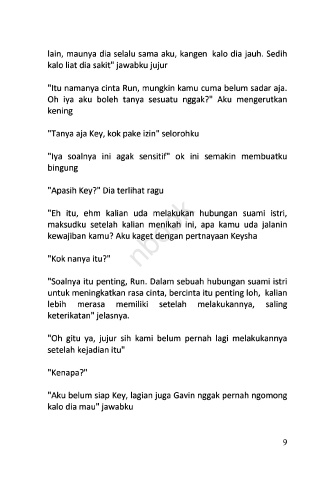 lain, maunya dia selalu sama aku, kangen kalo dia jauh. Sedih
kalo liat dia sakit" jawabku jujur
"Itu namanya cinta Run, mungkin kamu cuma belum sadar aja.
Oh iya aku boleh tanya sesuatu nggak?" Aku mengerutkan
kening
"Tanya aja Key, kok pake izin" selorohku
"Iya soalnya ini agak sensitif" ok ini semakin membuatku
bingung
"Apasih Key?" Dia terlihat ragu
"Eh itu, ehm kalian uda melakukan hubungan suami istri,
maksudku setelah kalian menikah ini, apa kamu uda jalanin
kewajiban kamu? Aku kaget dengan pertnayaan Keysha
"Kok nanya itu?"
"Soalnya itu penting, Run. Dalam sebuah hubungan suami istri
untuk meningkatkan rasa cinta, bercinta itu penting loh, kalian
lebih merasa memiliki setelah melakukannya, saling
keterikatan" jelasnya.
"Oh gitu ya, jujur sih kami belum pernah lagi melakukannya
setelah kejadian itu"
"Kenapa?"
"Aku belum siap Key, lagian juga Gavin nggak pernah ngomong
kalo dia mau" jawabku
9